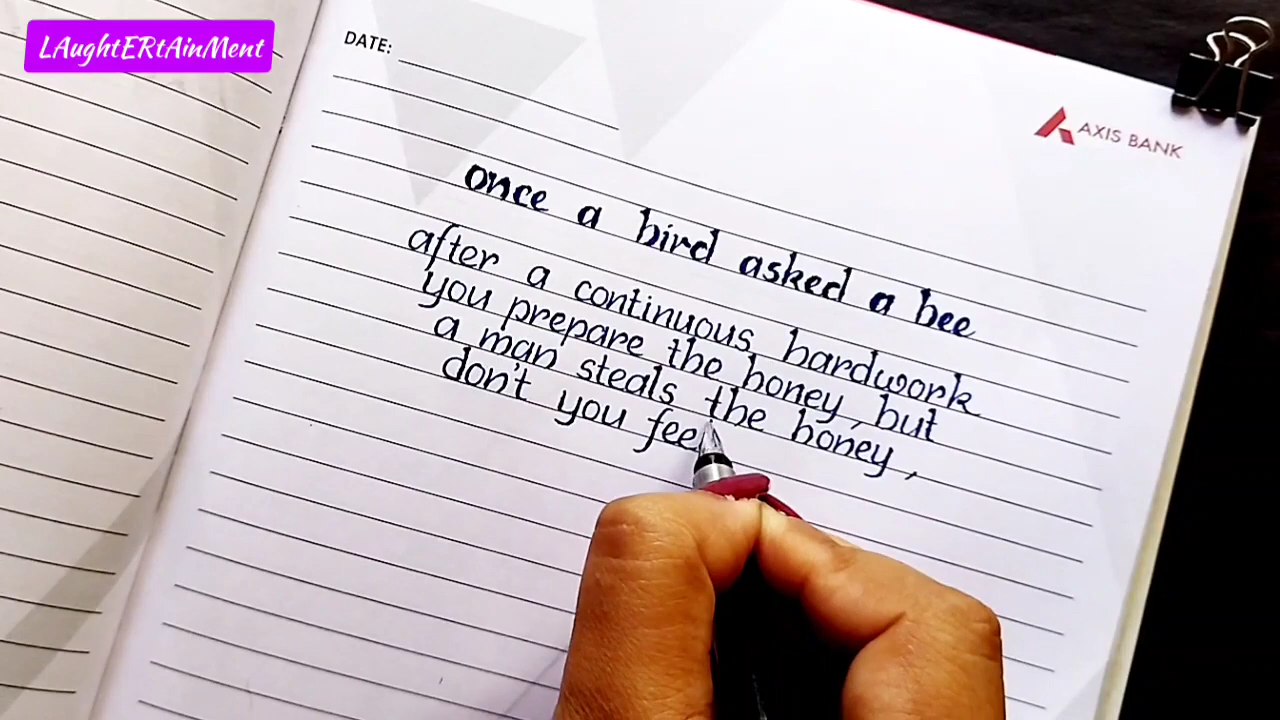 LAughtERtAinMent
DATE:
AXIS BANK
once a bird asked a bee
after a continuous hardwork
you prepare the honey, but
a man steals the honey,
don't you feel